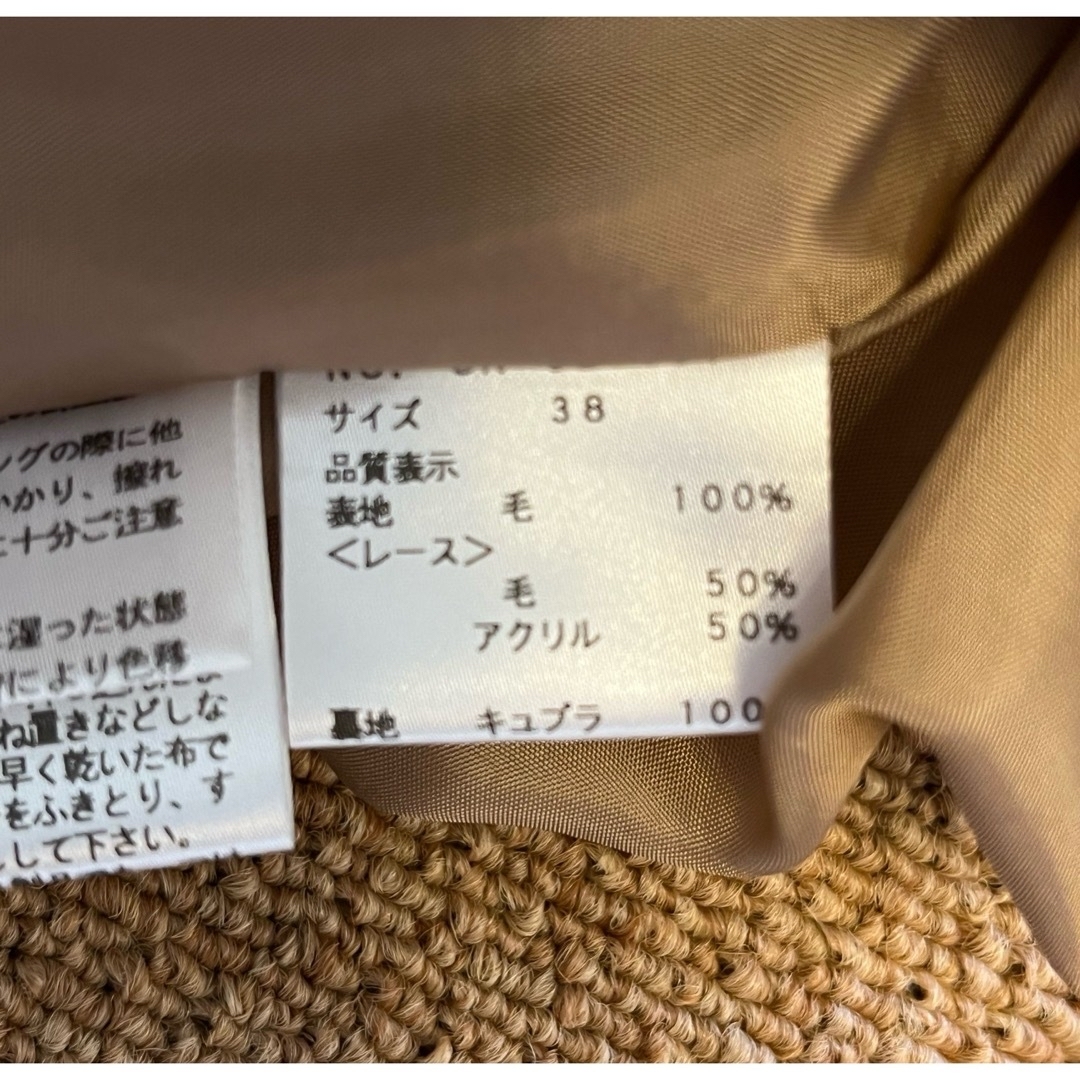 ングの際に他
かかり、擦れ
に十分ご注意
湿った状態
により色移
ね置きなどしな
早く乾いた布で
をふきとり、す
して下さい。
サイズ 38
品質表示
表地 毛 100%
<レース>
毛 50%
アクリル 50%
裏地 キュプラ 100